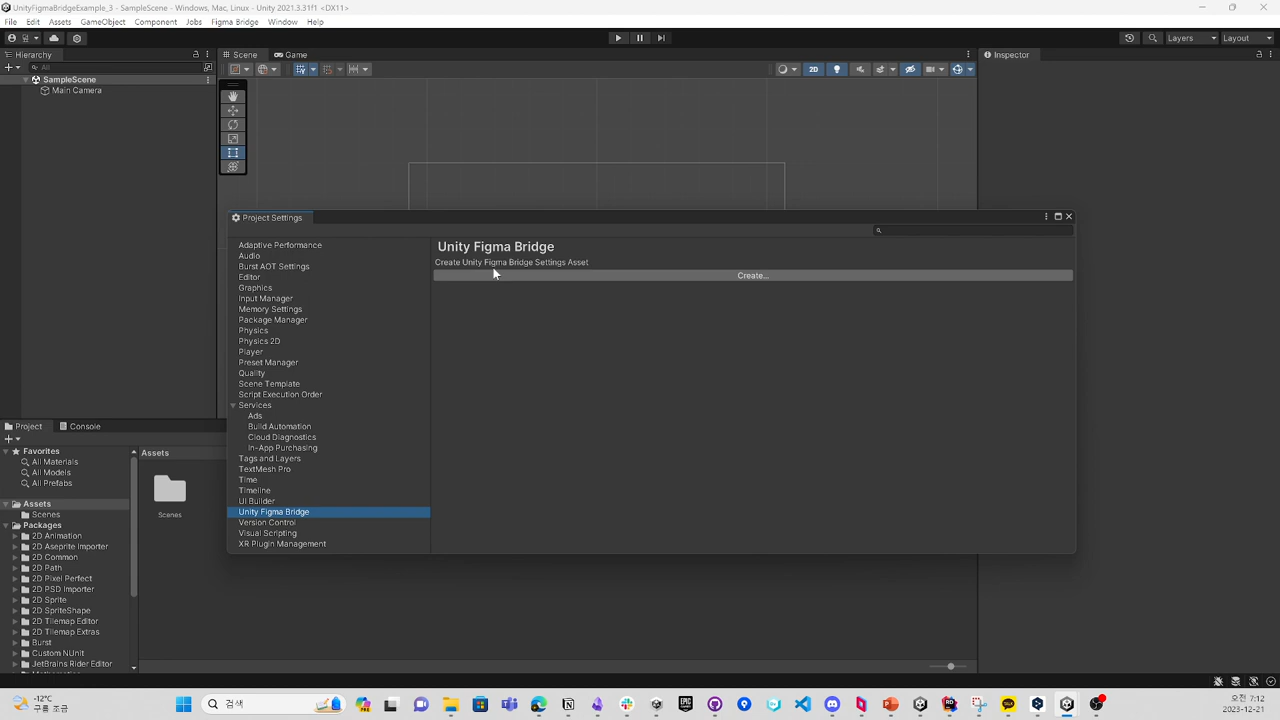 UnityFigmaBridgeExample_3 - SampleScene - Windows, Mac, Linux - Unity 2021.3.31f1 <DX11>
File Edit Assets GameObject Component Jobs Figma Bridge Window Help
Layers Layout
Hierarchy Scene Game Inspector
All
2D
SampleScene
Main Camera
Project Settings
Adaptive Performance
Audio
Burst AOT Settings
Editor
Graphics
Input Manager
Memory Settings
Package Manager
Physics
Physics 2D
Player
Preset Manager
Quality
Scene Template
Script Execution Order
Services
Ads
Build Automation
Cloud Diagnostics
In-App Purchasing
Tags and Layers
TextMesh Pro
Time
Timeline
UI Builder
Unity Figma Bridge
Version Control
Visual Scripting
XR Plugin Management
Unity Figma Bridge
Create Unity Figma Bridge Settings Asset
Create...
Project Console
Favorites
All Materials
All Models
All Prefabs
Assets
Scenes
Packages
2D Animation
2D Aseprite Importer
2D Common
2D Path
2D Pixel Perfect
2D PSD Importer
2D Sprite
2D SpriteShape
2D Tilemap Editor
2D Tilemap Extras
Burst
Custom NUnit
JetBrains Rider Editor
Assets
Scenes
-12°C
구름 조금
검색
오전 7:12
2023-12-21